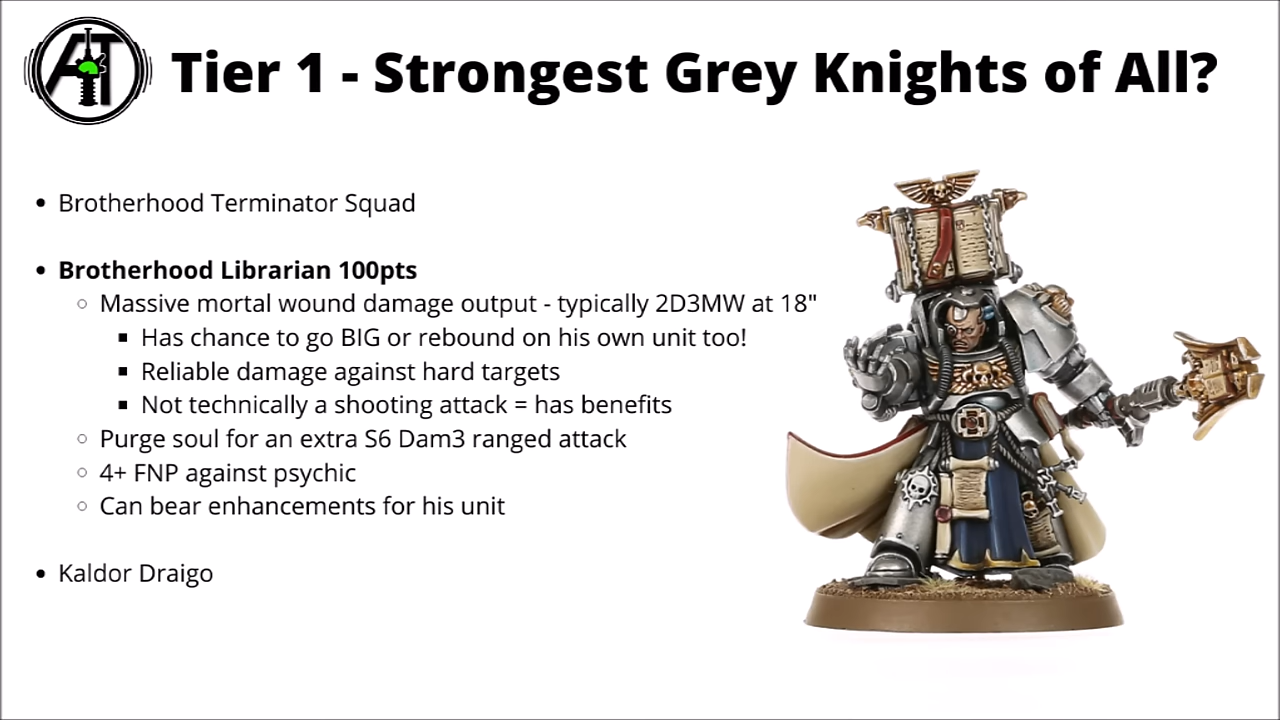 AT
Tier 1 - Strongest Grey Knights of All?
• Brotherhood Terminator Squad
• Brotherhood Librarian 100pts
○ Massive mortal wound damage output - typically 2D3MW at 18"
▪ Has chance to go BIG or rebound on his own unit too!
▪ Reliable damage against hard targets
▪ Not technically a shooting attack = has benefits
○ Purge soul for an extra S6 Dam3 ranged attack
○ 4+ FNP against psychic
○ Can bear enhancements for his unit
• Kaldor Draigo